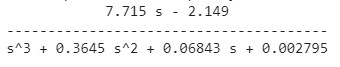 7.715 s - 2.149
--------------------------------------
s^3 + 0.3645 s^2 + 0.06843 s + 0.002795